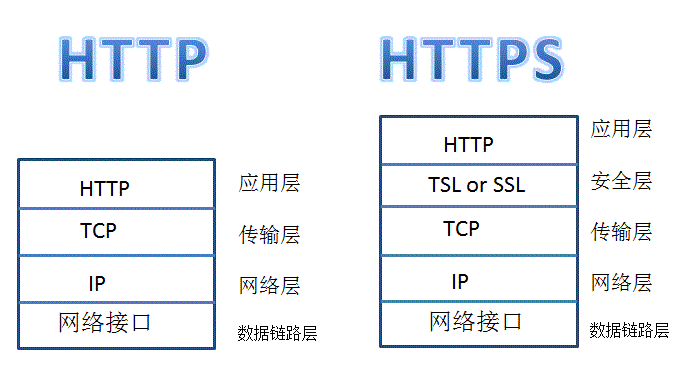 HTTP
HTTP 应用层
TCP 传输层
IP 网络层
网络接口 数据链路层
HTTPS
HTTP 应用层
TSL or SSL 安全层
TCP 传输层
IP 网络层
网络接口 数据链路层